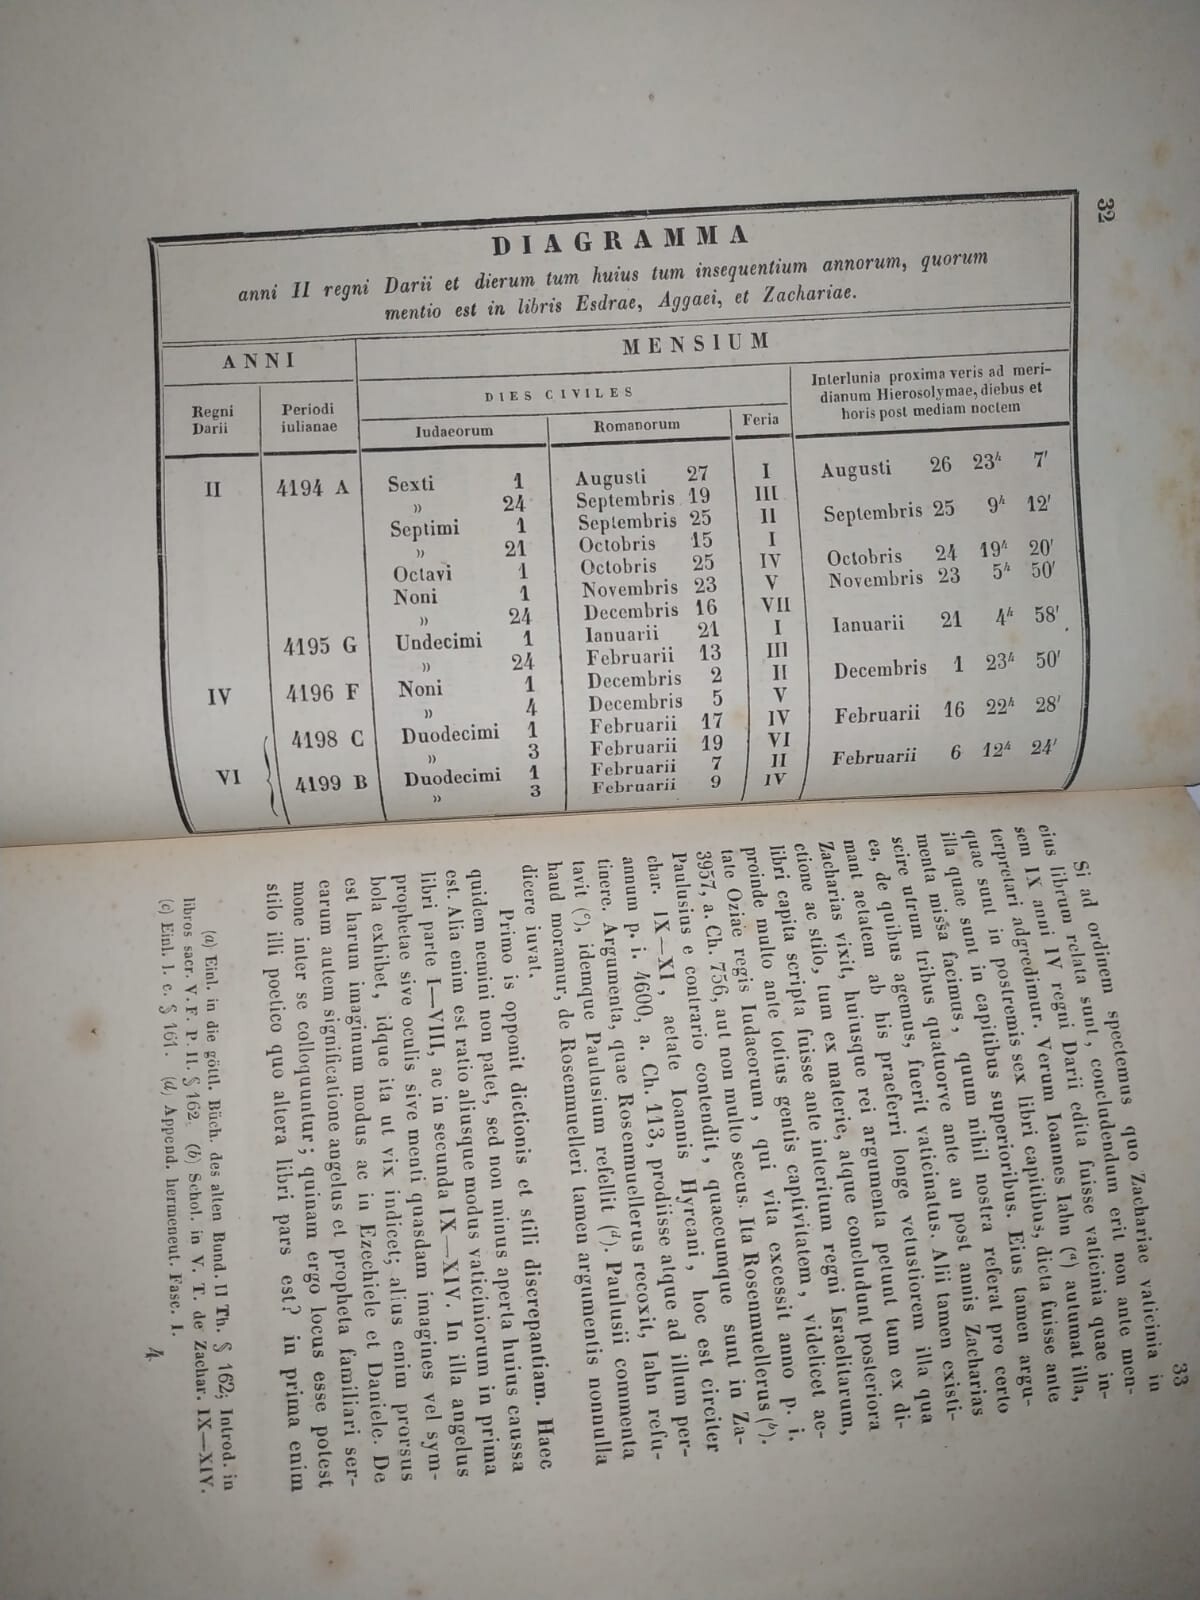 32
DIAGRAMMA
anni II regni Darii et dierum tum huius tum insequentium annorum, quorum
mentio est in libris Esdrae, Aggaei, et Zachariae.
ANNI MENSIUM
Regni Darii Periodi iulianae DIES CIVILES Interlunia proxima veris ad meri-
dianum Hierosolymae, diebus et
horis post mediam noctem
Iudaeorum Romanorum Feria
II 4194 A Sexti 1 Augusti 27 I Augusti 26 23ʰ 7′
» 24 Septembris 19 III
Septimi 1 Septembris 25 II Septembris 25 9ʰ 12′
» 21 Octobris 15 I
Octavi 1 Octobris 25 IV Octobris 24 19ʰ 20′
Noni 1 Novembris 23 V Novembris 23 5ʰ 50′
» 24 Decembris 16 VII
4195 G Undecimi 1 Ianuarii 21 I Ianuarii 21 4ʰ 58′
» 24 Februarii 13 III
IV 4196 F Noni 1 Decembris 2 II Decembris 1 23ʰ 50′
» 4 Decembris 5 V
VI 4198 C Duodecimi 1 Februarii 17 IV Februarii 16 22ʰ 28′
» 3 Februarii 19 VI
4199 B Duodecimi 1 Februarii 7 II Februarii 6 12ʰ 24′
» 3 Februarii 9 IV
33
Si ad ordinem spectemus quo Zachariae vaticinia in
eius librum relata sunt, concludendum erit non ante men-
sem IX anni IV regni Darii edita fuisse vaticinia quae in-
terpretari adgredimur. Verum Ioannes Iahn (a) autumat illa,
quae sunt in postremis sex libri capitibus, dicta fuisse ante
illa quae sunt in capitibus superioribus. Eius tamen argu-
menta missa facimus, quum nihil nostra referat pro certo
scire utrum tribus quatuorve ante au post annis Zacharias
ea, de quibus agemus, fuerit vaticinatus. Alii tamen existi-
mant aetatem ab his praeferri longe vetustiorem illa qua
Zacharias vixit, huiusque rei argumenta petunt tum ex di-
ctione ac stilo, tum ex materie, atque concludunt posteriora
libri capita scripta fuisse ante interitum regni Israelitarum,
proinde multo ante totius gentis captivitatem, videlicet ae-
tate Oziae regis Iudaeorum, qui vita excessit anno p. i.
3957, a. Ch. 756, aut non multo secus. Ita Rosenmuellerus (b).
Paulusius e contrario contendit, quaecumque sunt in Za-
char. IX—XI, aetate Ioannis Hyrcani, hoc est circiter
annum p. i. 4600, a. Ch. 113, prodiisse atque ad illum per-
tinere. Argumenta, quae Rosenmuellerus recoxit, Iahn refu-
tavit (c), idemque Paulusium refellit (d). Paulusii commenta
haud moramur, de Rosenmuelleri tamen argumentis nonnulla
dicere iuvat.
Primo is opponit dictionis et stili discrepantiam. Haec
quidem nemini non patet, sed non minus aperta huius caussa
est. Alia enim est ratio aliusque modus vaticiniorum in prima
libri parte I—VIII, ac in secunda IX—XIV. In illa angelus
prophetae sive oculis sive menti quasdam imagines vel sym-
bola exhibet, idque ita ut vix indicet; alius enim prorsus
est harum imaginum modus ac in Ezechiele et Daniele. De
earum autem significatione angelus et propheta familiari ser-
mone inter se colloquuntur; quinam ergo locus esse potest
stilo illi poetico quo altera libri pars est? in prima enim
(a) Einl. in die göttl. Büch. des alten Bund. II Th. § 162; Introd. in
libros sacr. V. F. P. II. § 162. (b) Schol. in V. T. de Zachar. IX—XIV.
(c) Einl. l. c. § 161. (d) Append. hermeneut. Fasc. I.
4